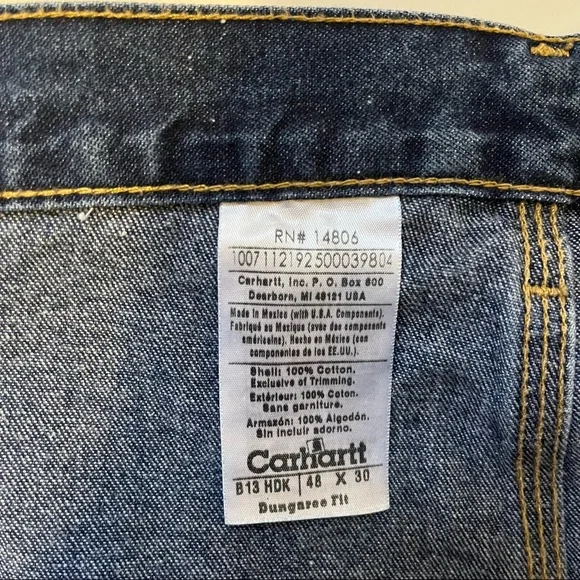 RN# 14806
1007112192500039804
Carhartt, Inc. P. O. Box 600
Dearborn, MI 48121 USA
Made in Mexico (with U.S.A. Components).
Fabriqué au Mexique (avec des composants
américains). Hecho en México (con
componentes de los EE.UU.).
Shell: 100% Cotton.
Exclusive of Trimming.
Extérieur: 100% Coton.
Sans garniture.
Armazón: 100% Algodón.
Sin incluir adorno.
Carhartt
B13 HDK | 48 X 30
Dungaree Fit